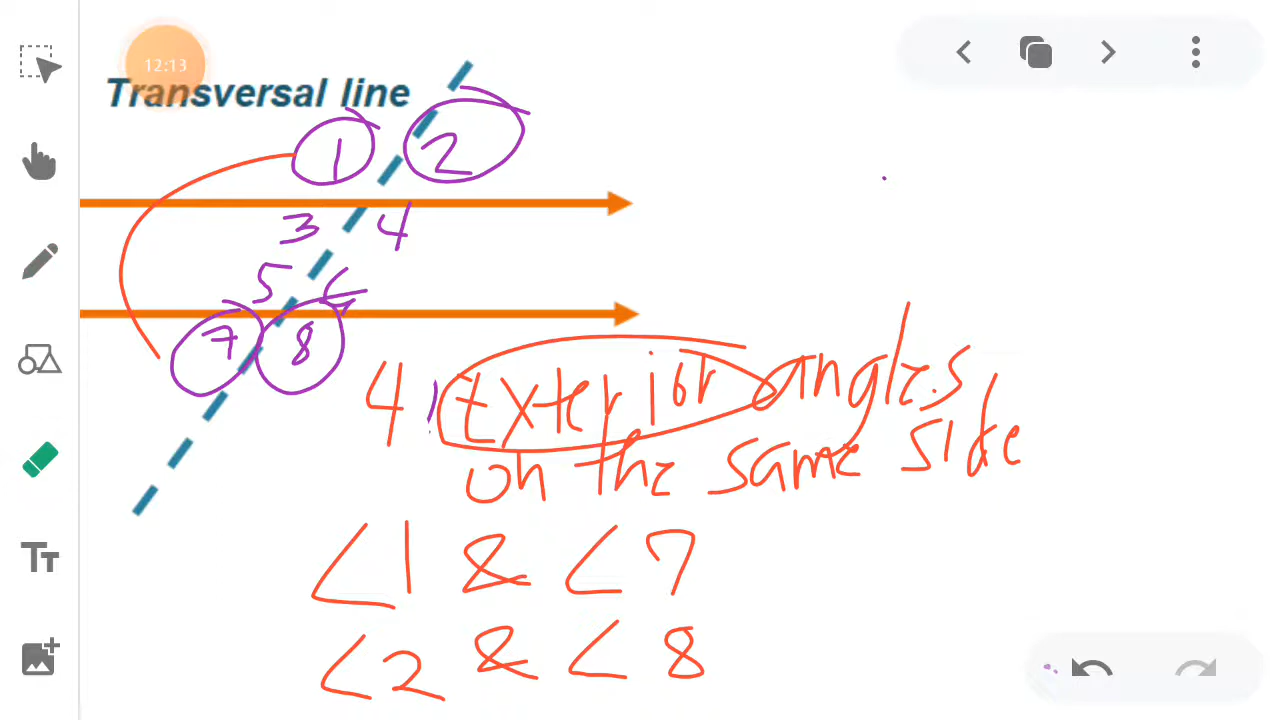 12:13
Transversal line
1 2
3 4
5 6
7 8
4 Exterior angles
on the same side
<1 & <7
<2 & <8
TT